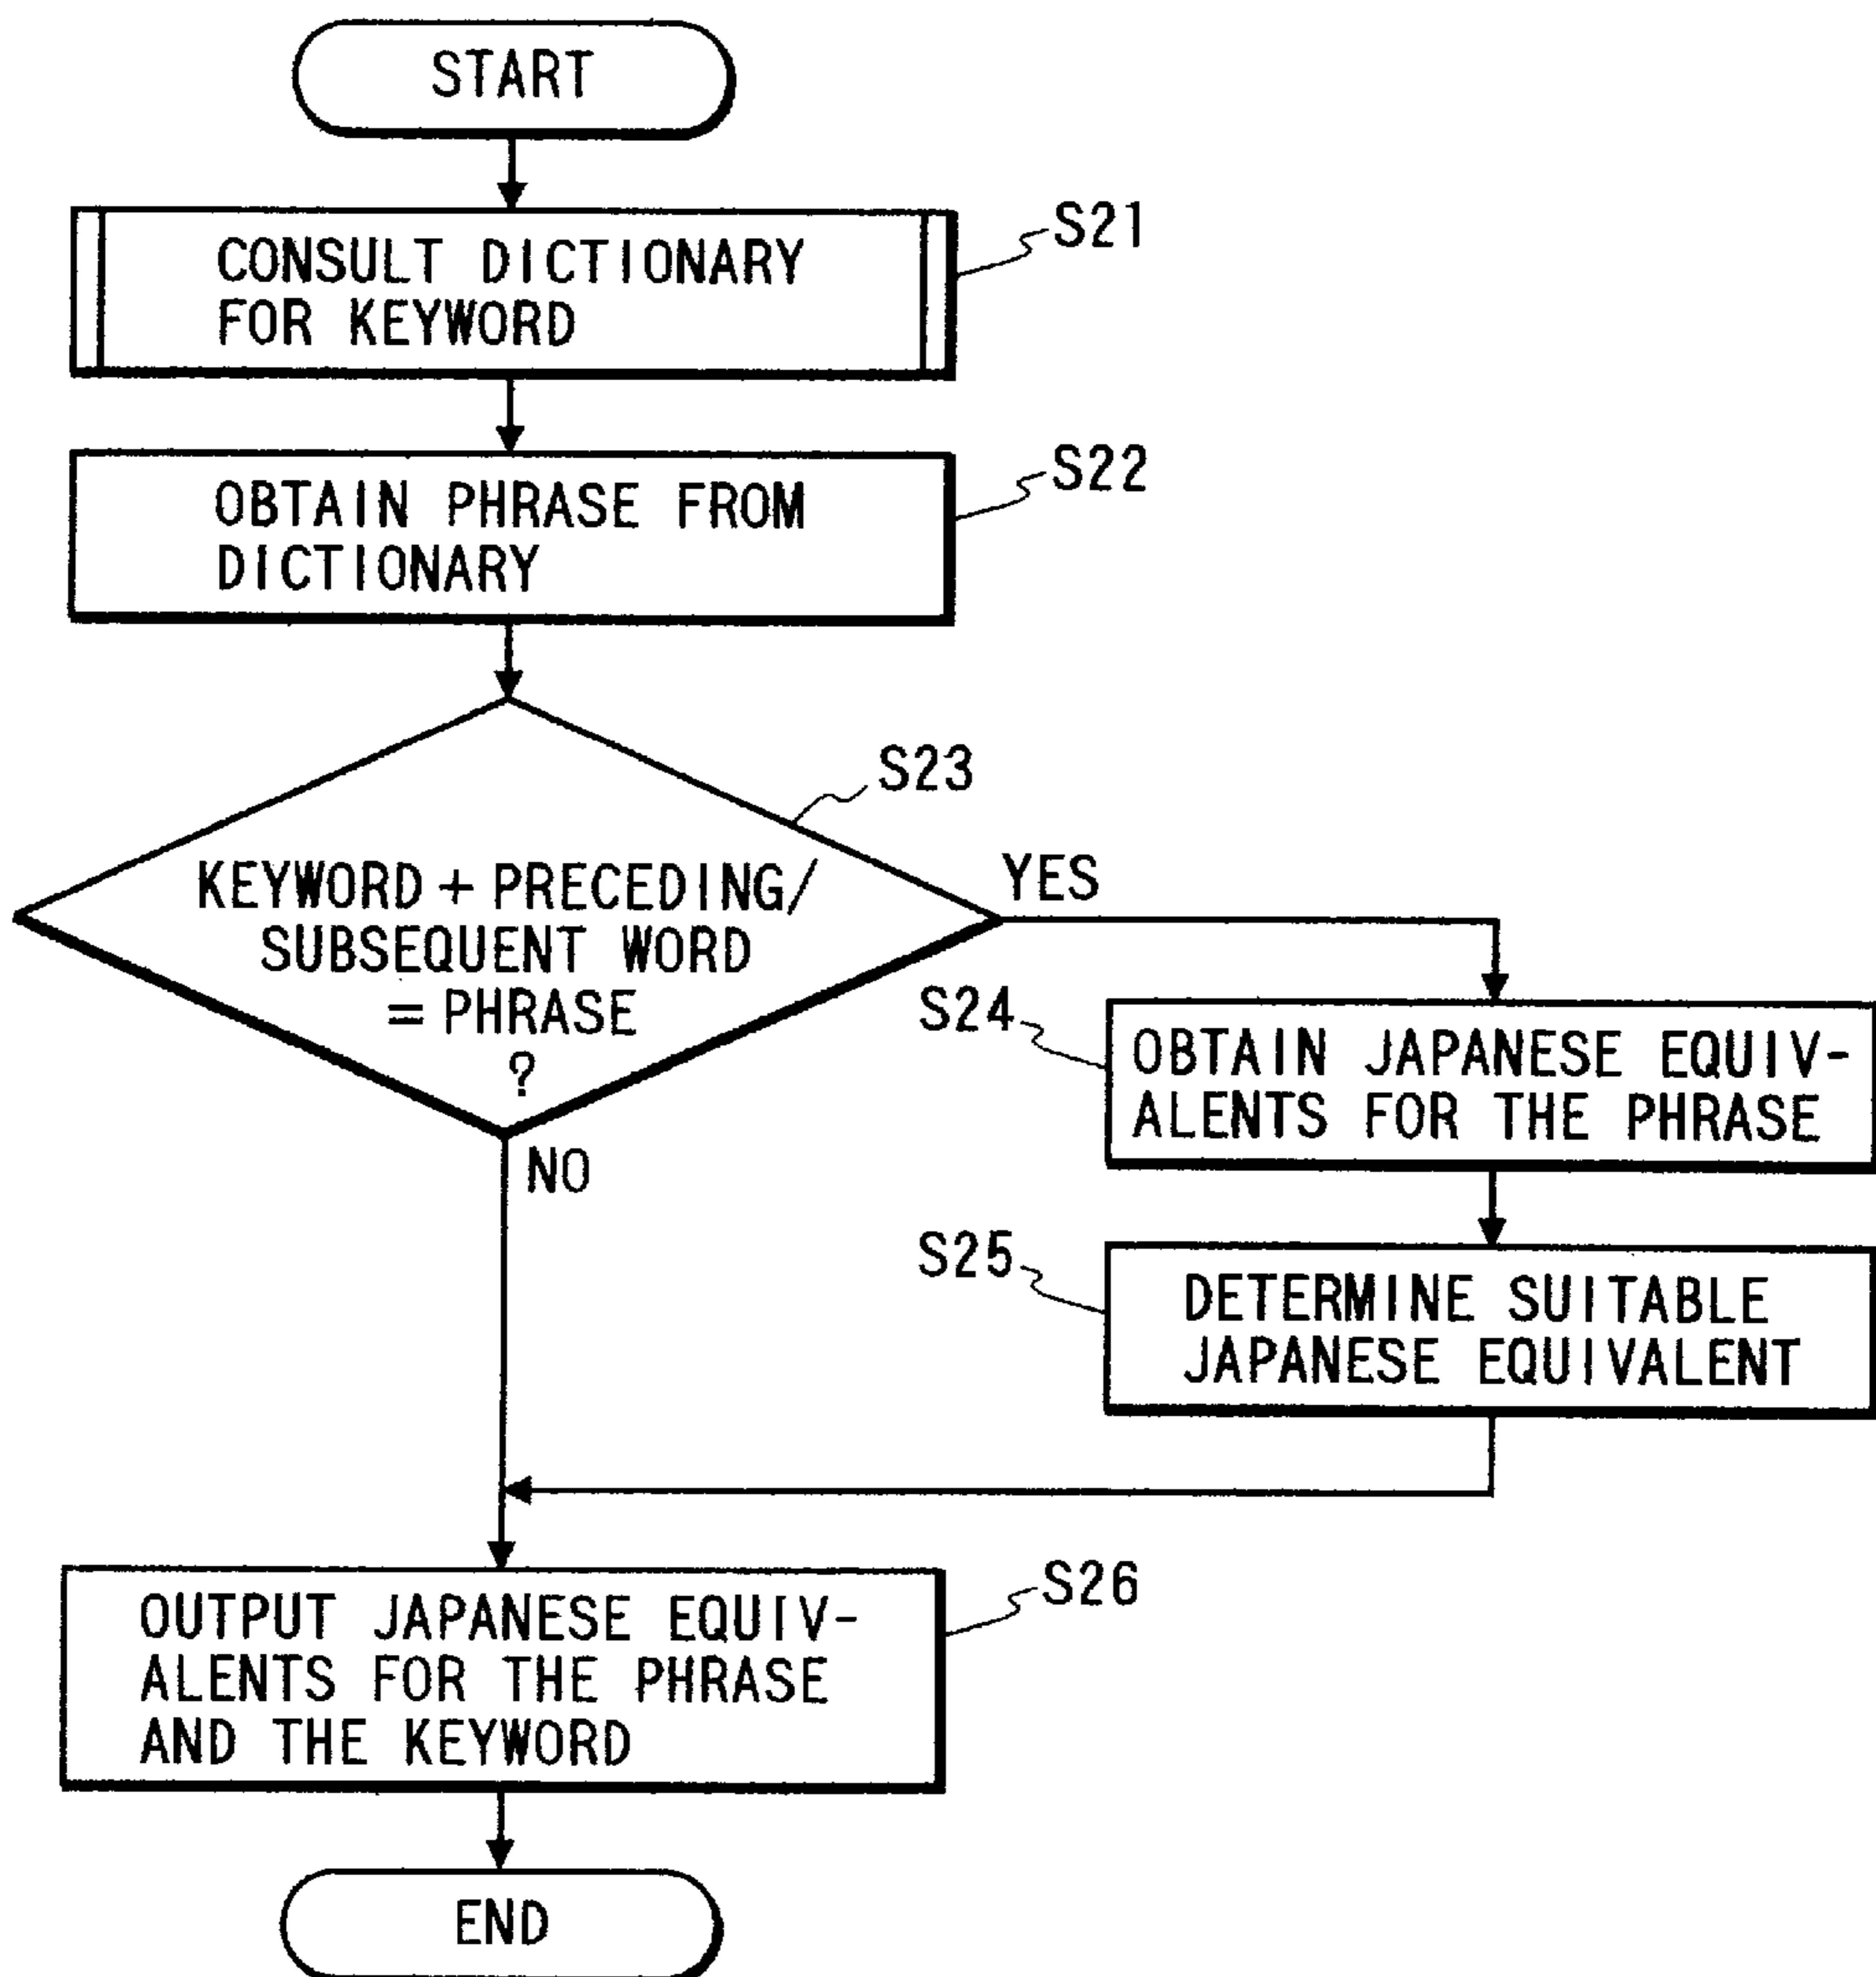 START
CONSULT DICTIONARY
FOR KEYWORD
S21
OBTAIN PHRASE FROM
DICTIONARY
S22
S23
KEYWORD + PRECEDING/
SUBSEQUENT WORD
= PHRASE
?
YES
NO
S24
OBTAIN JAPANESE EQUIV-
ALENTS FOR THE PHRASE
S25
DETERMINE SUITABLE
JAPANESE EQUIVALENT
OUTPUT JAPANESE EQUIV-
ALENTS FOR THE PHRASE
AND THE KEYWORD
S26
END